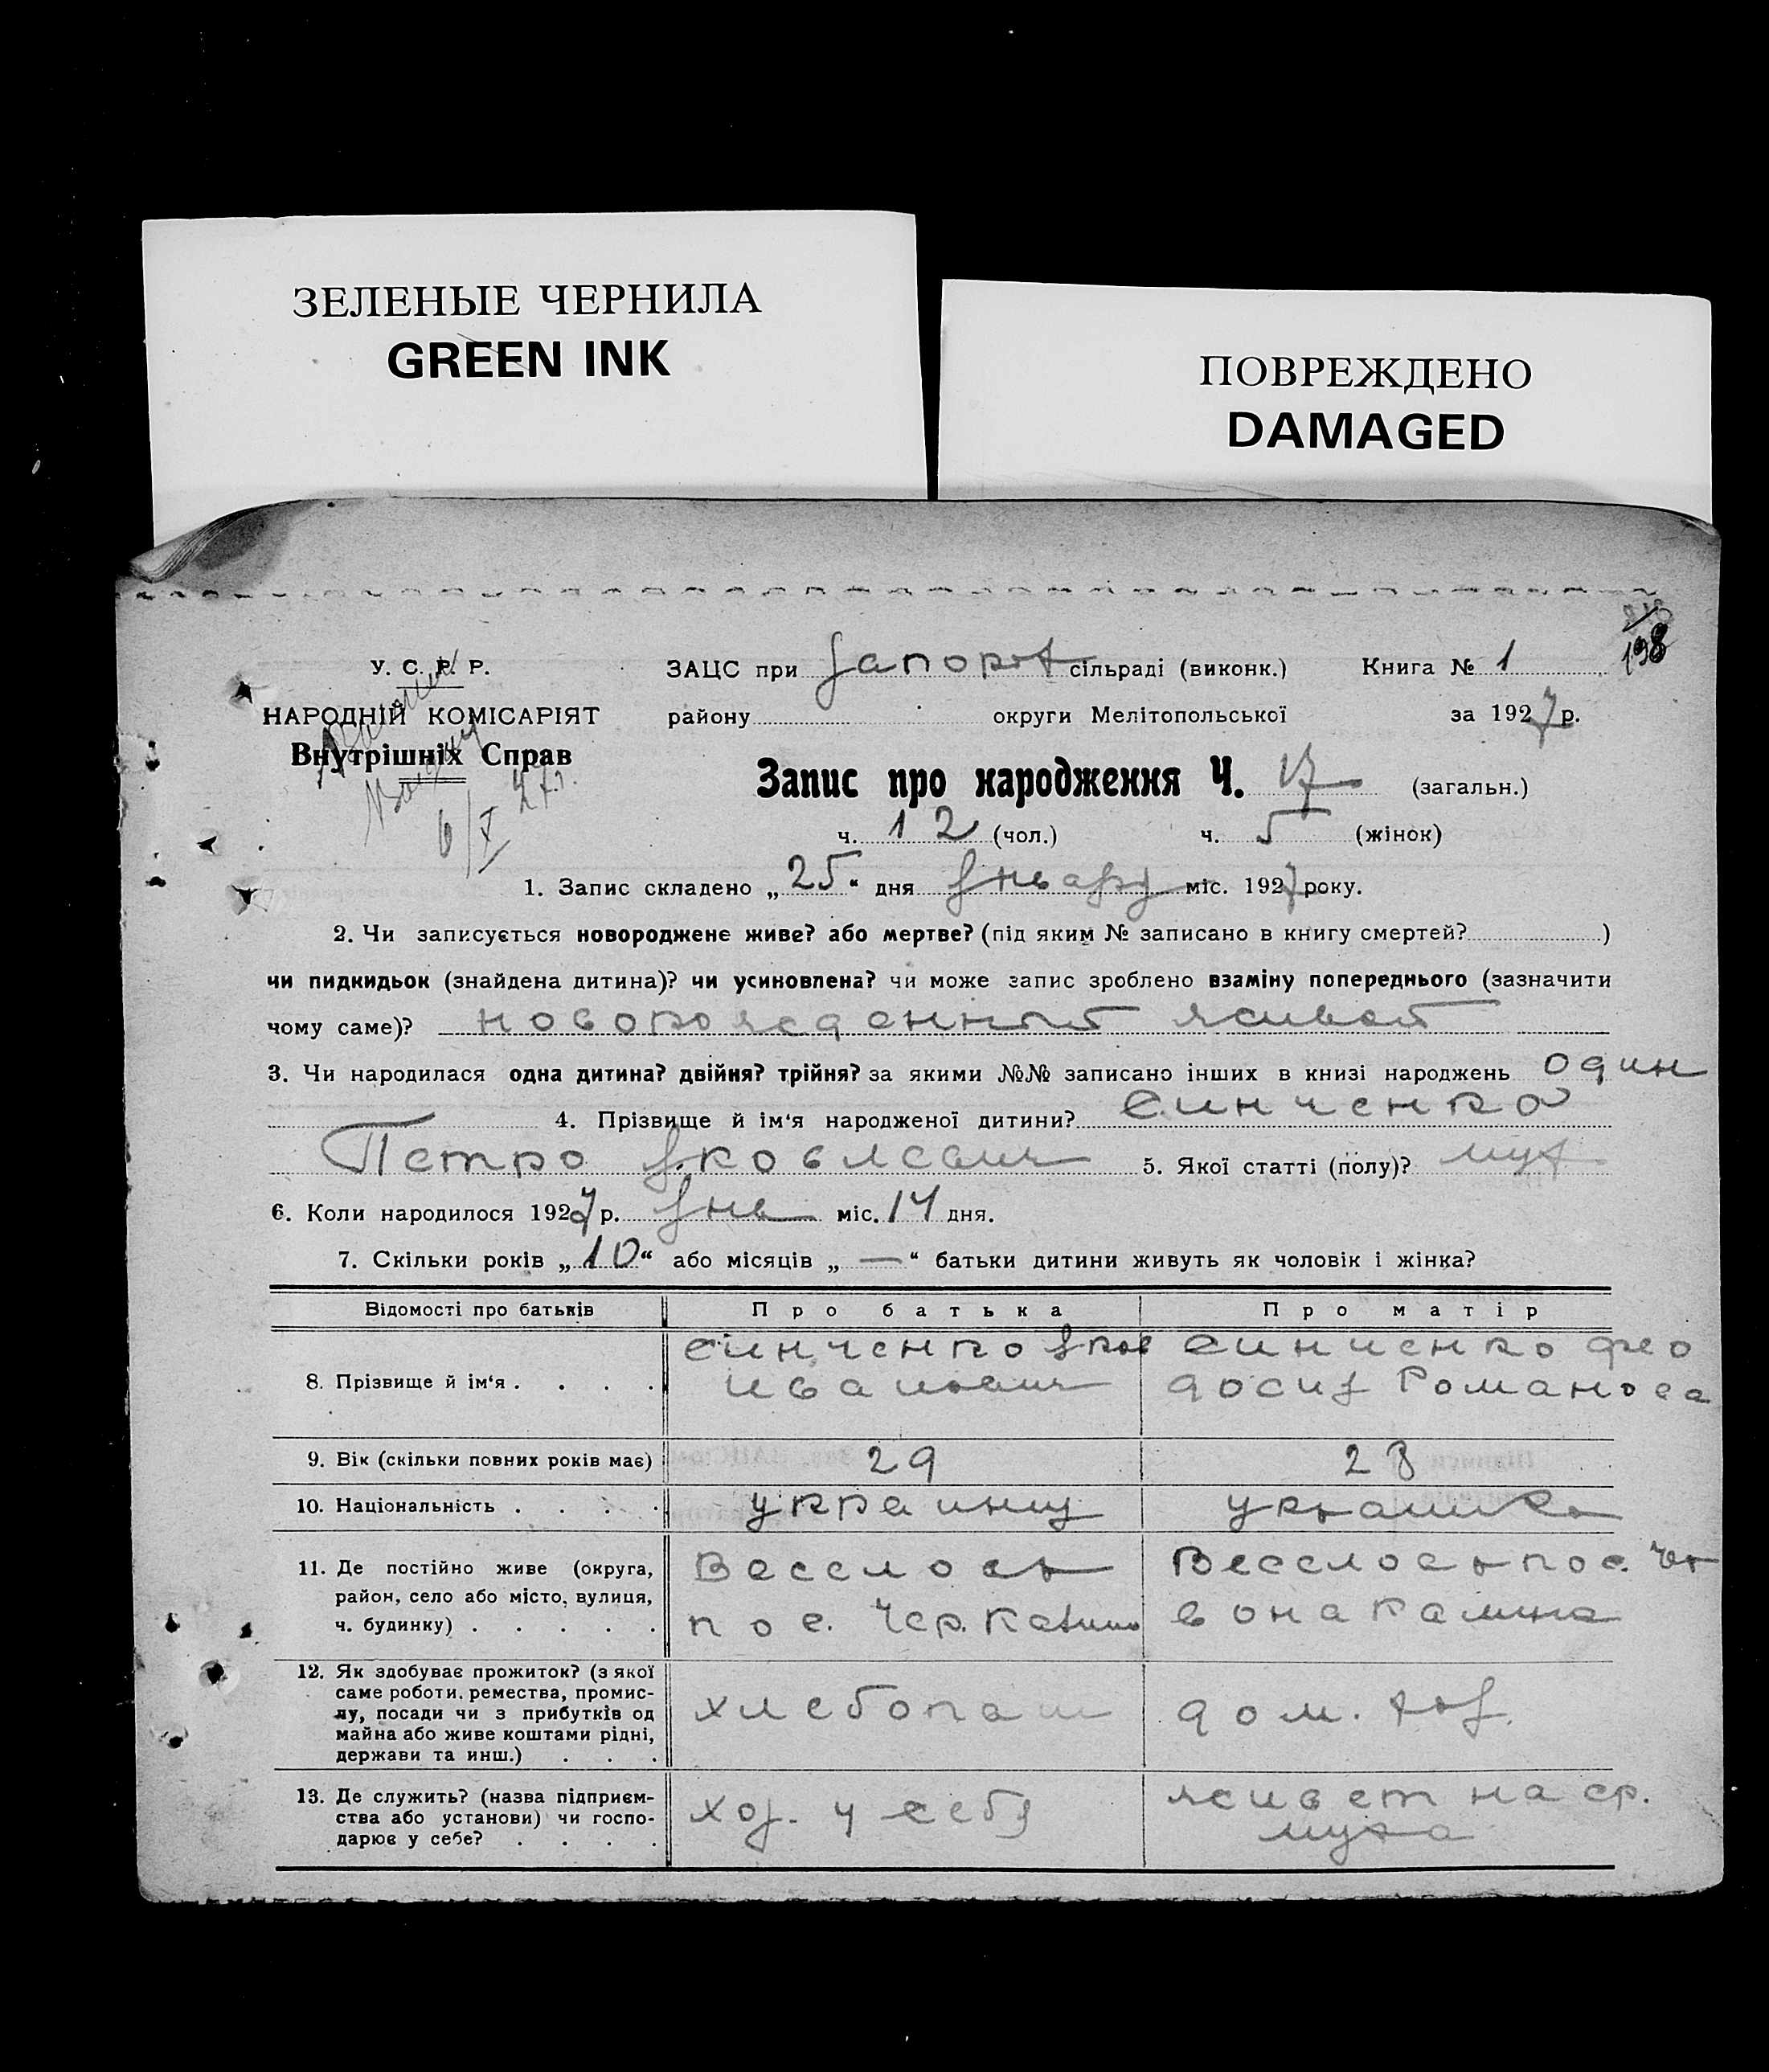 ЗЕЛЕНЫЕ ЧЕРНИЛА
GREEN INK
ПОВРЕЖДЕНО
DAMAGED
198
У. С. Р. Р.
НАРОДНІЙ КОМІСАРІЯТ
Внутрішніх Справ
6/X 27.
ЗАЦС при Запорож сільраді (виконк.) Книга № 1
району округи Мелітопольської за 1927 р.
Запис про народження Ч. 17 (загальн.)
ч. 12 (чол.) ч. 5 (жінок)
1. Запис складено „25“ дня января міс. 1927 року.
2. Чи записується новороджене живе? або мертве? (під яким № записано в книгу смертей? )
чи пидкидьок (знайдена дитина)? чи усиновлена? чи може запис зроблено взаміну попереднього (зазначити
чому саме)? новорожденный живой
3. Чи народилася одна дитина? двійня? трійня? за якими №№ записано інших в книзі народжень один
4. Прізвище й ім‘я народженої дитини? Синченко
Петро Яковлевич 5. Якої статті (полу)? муж
6. Коли народилося 1927 р. янв міс. 14 дня.
7. Скільки років „10“ або місяців „—“ батьки дитини живуть як чоловік і жінка?
Відомості про батьків Про батька Про матір
8. Прізвище й ім‘я . . . . Синченко Яков Иванович Синченко Феодосия Романова
9. Вік (скільки повних років має) 29 28
10. Національність . . . . украинец украинка
11. Де постійно живе (округа, район, село або місто, вулиця, ч. будинку) . . . . . Веселовск пос. Веселовск пос.
12. Як здобуває прожиток? (з якої саме роботи, ремества, промислу, посади чи з прибутків од майна або живе коштами рідні, держави та инш.) . . . хлебопаш дом. хоз.
13. Де служить? (назва підприємства або установи) чи господарює у себе? . . . . хоз. у себя живет на ср. мужа